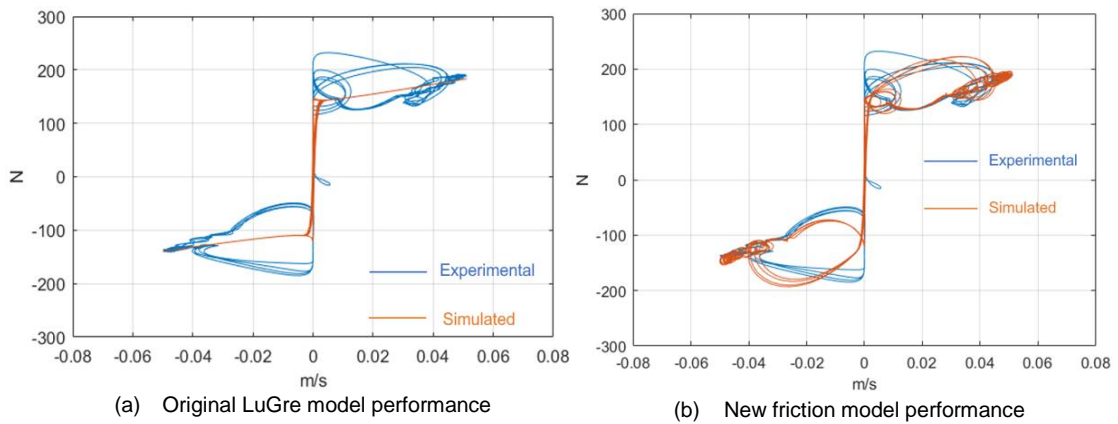 300
200
100
0
-100
-200
-300
N
-0.08 -0.06 -0.04 -0.02 0 0.02 0.04 0.06 0.08
m/s
Experimental
Simulated
(a) Original LuGre model performance
300
200
100
0
-100
-200
-300
N
-0.08 -0.06 -0.04 -0.02 0 0.02 0.04 0.06 0.08
m/s
Experimental
Simulated
(b) New friction model performance